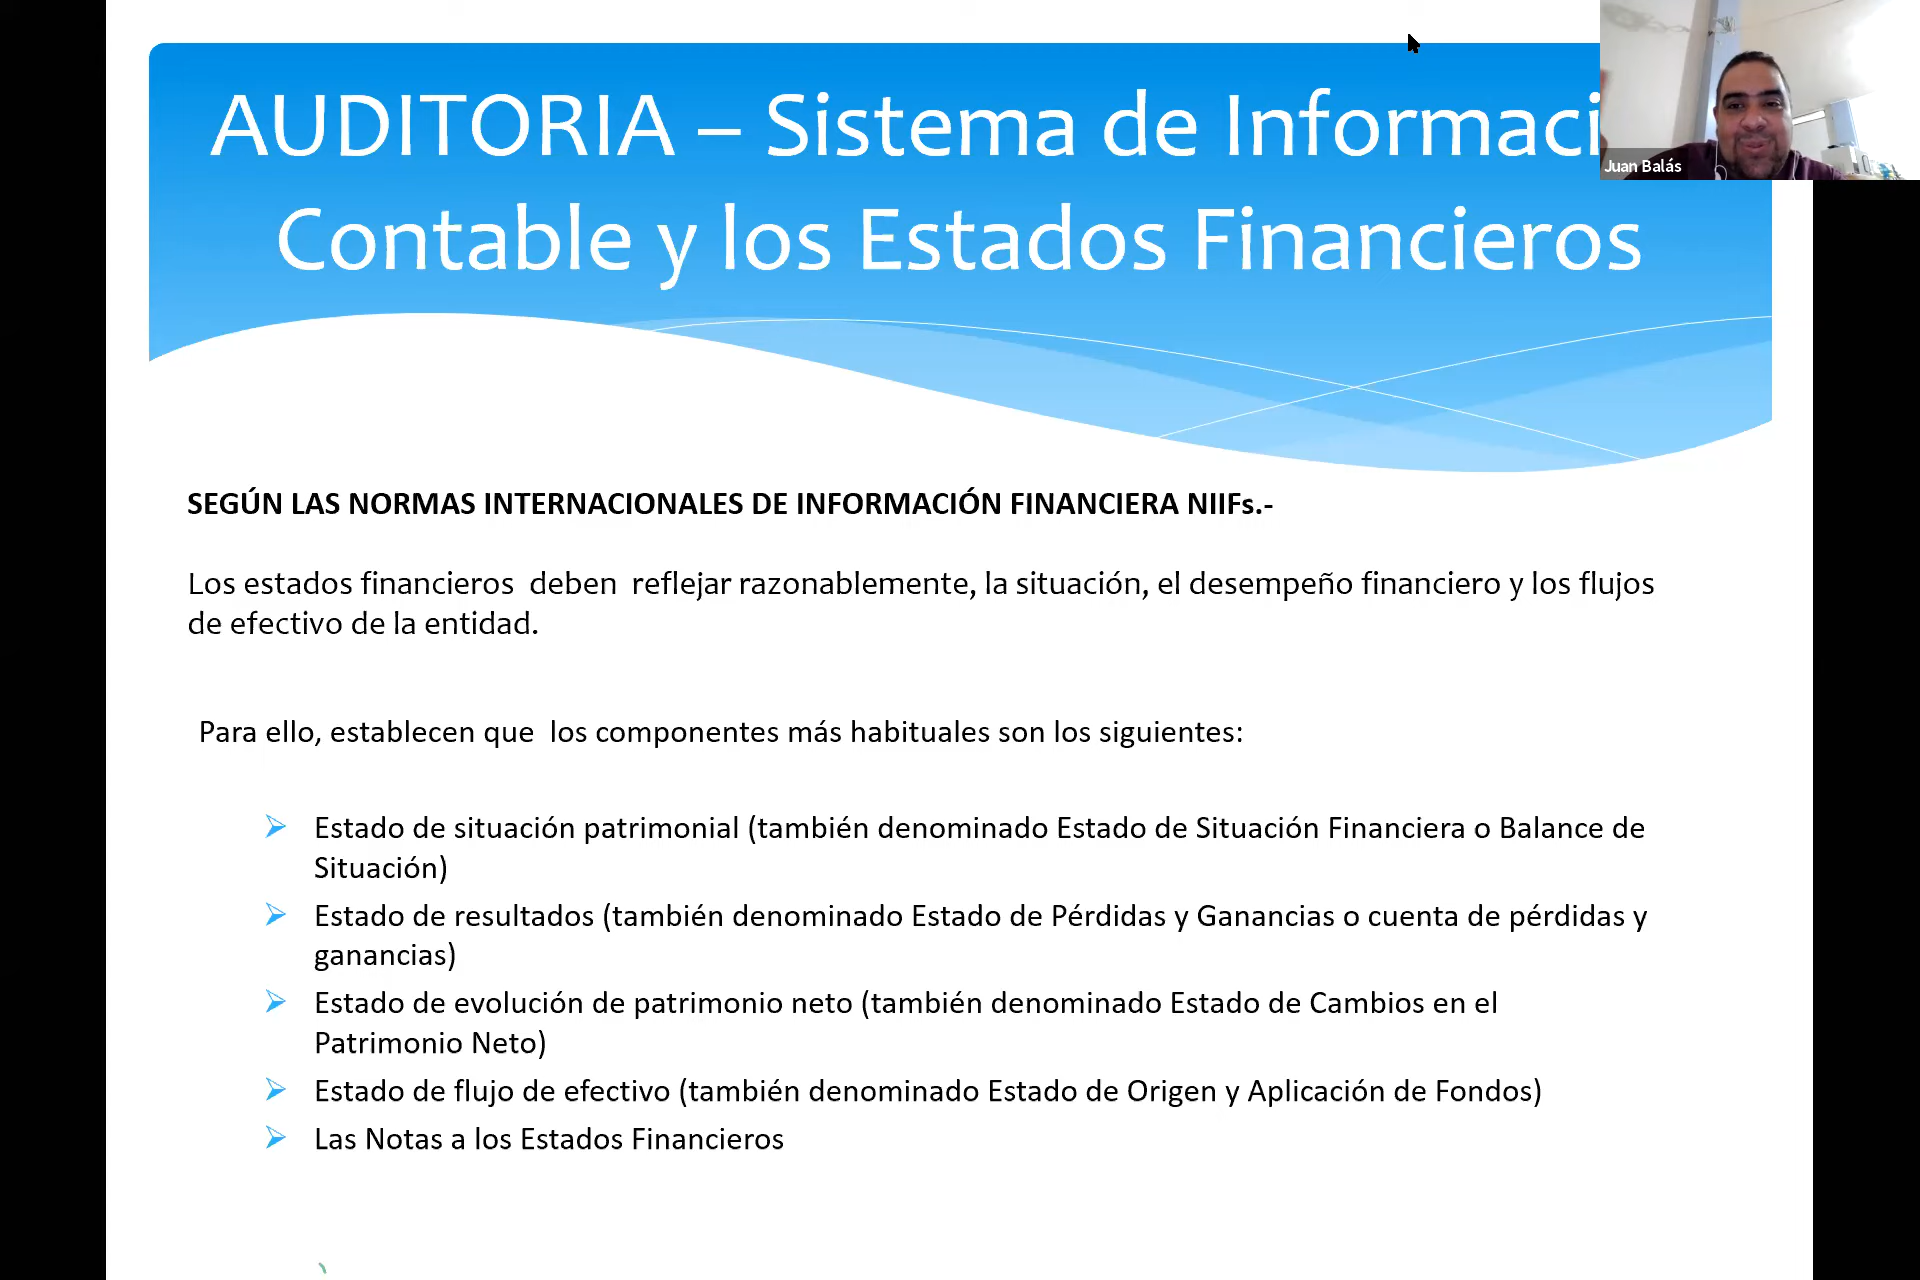 AUDITORIA – Sistema de Informaci
Contable y los Estados Financieros
Juan Balás
SEGÚN LAS NORMAS INTERNACIONALES DE INFORMACIÓN FINANCIERA NIIFs.-
Los estados financieros deben reflejar razonablemente, la situación, el desempeño financiero y los flujos
de efectivo de la entidad.
Para ello, establecen que los componentes más habituales son los siguientes:
Estado de situación patrimonial (también denominado Estado de Situación Financiera o Balance de
Situación)
Estado de resultados (también denominado Estado de Pérdidas y Ganancias o cuenta de pérdidas y
ganancias)
Estado de evolución de patrimonio neto (también denominado Estado de Cambios en el
Patrimonio Neto)
Estado de flujo de efectivo (también denominado Estado de Origen y Aplicación de Fondos)
Las Notas a los Estados Financieros